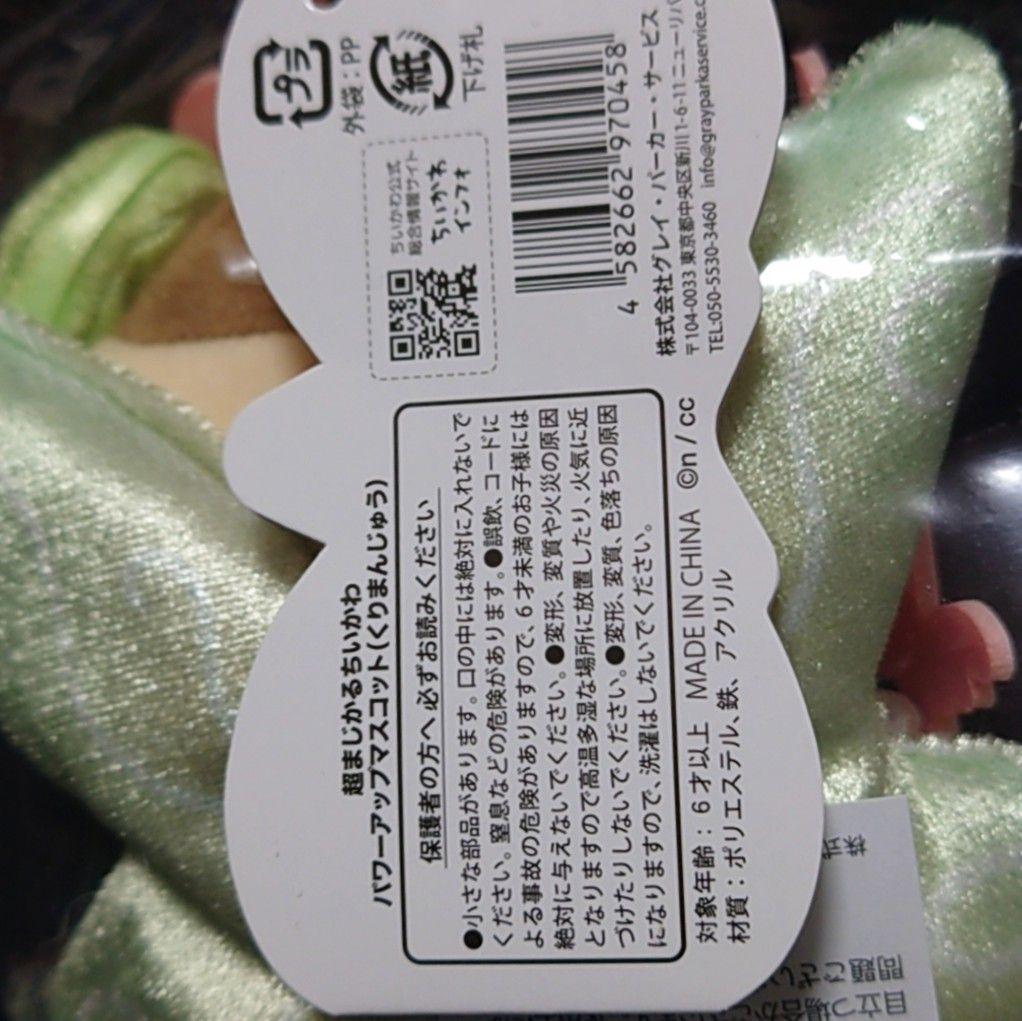 超まじかるちいかわ
パワーアップマスコット(くりまんじゅう)
保護者の方へ必ずお読みください
●小さな部品があります。口の中には絶対に入れないで
ください。窒息などの危険があります。●誤飲、コードに
よる事故の危険がありますので、6才未満のお子様には
絶対に与えないでください。●変形、変質や火災の原因
となりますので高温多湿な場所に放置したり、火気に近
づけたりしないでください。●変形、変質、色落ちの原因
になりますので、洗濯はしないでください。
対象年齢:6才以上 MADE IN CHINA ©n / cc
材質:ポリエステル、鉄、アクリル
プラ
外袋:PP
紙
下げ札
ちいかわ公式
総合情報サイト
ちいかわ
インフォ
4 582662 970458
株式会社グレイ・パーカー・サービス
〒104-0033 東京都中央区新川1-6-11 ニューリバ
TEL:050-5530-3460 info@grayparkaservice.c
目立つ